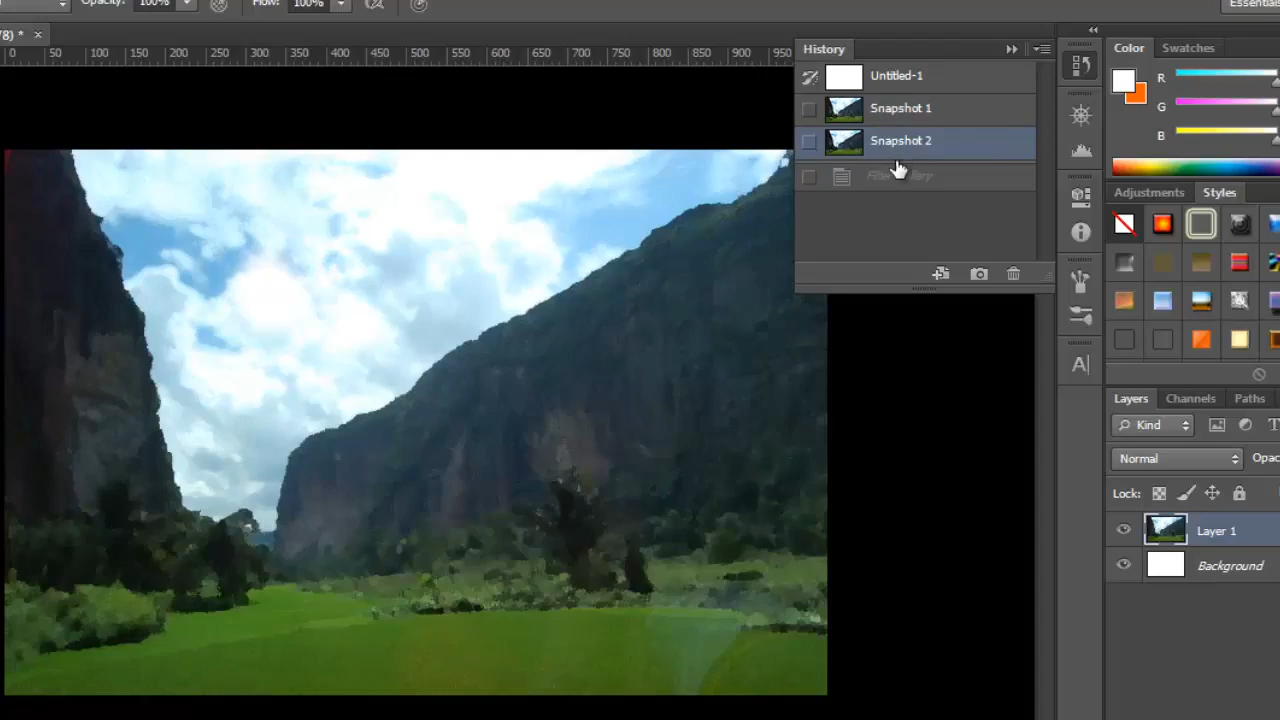 Opacity: 100% Flow: 100% Essentials
/8) * ×
0 50 100 150 200 250 300 350 400 450 500 550 600 650 700 750 800 850 900 950
History
Untitled-1
Snapshot 1
Snapshot 2
Color Swatches
R
G
B
Adjustments Styles
A|
Layers Channels Paths
Kind T
Normal Opac
Lock:
Layer 1
Background